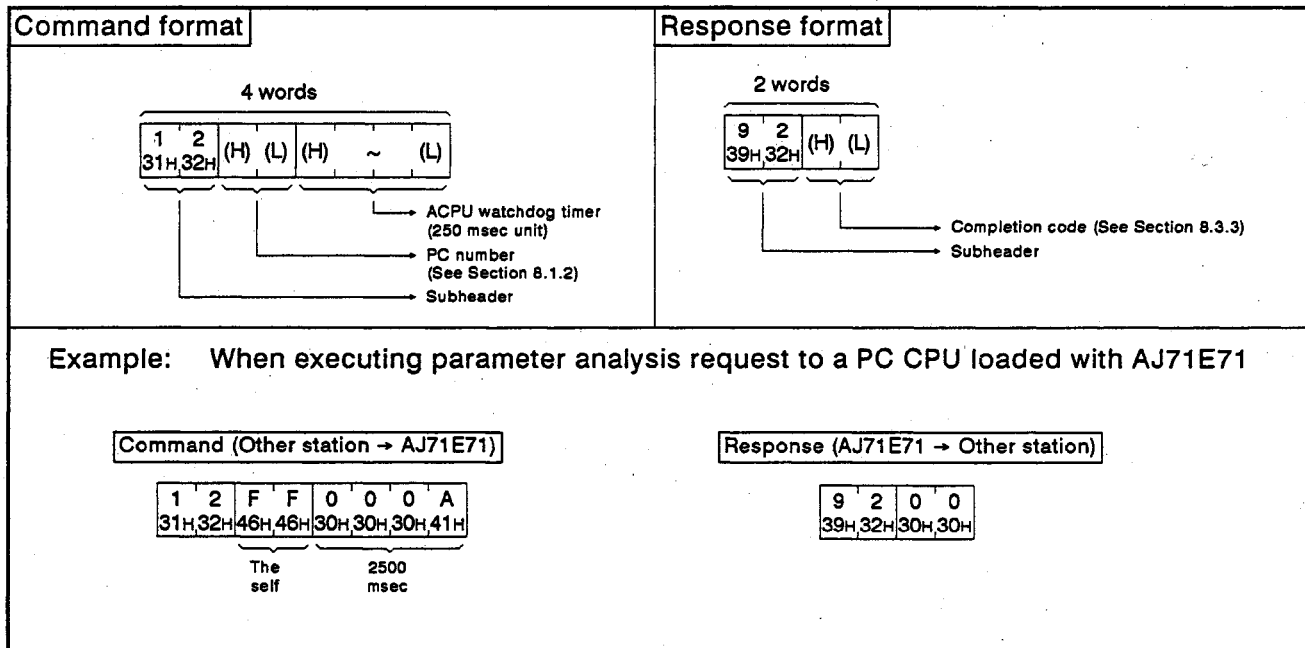 Command format
4 words
1 2 (H) (L) (H) ~ (L)
31H 32H
ACPU watchdog timer
(250 msec unit)
PC number
(See Section 8.1.2)
Subheader
Response format
2 words
9 2 (H) (L)
39H 32H
Completion code (See Section 8.3.3)
Subheader
Example: When executing parameter analysis request to a PC CPU loaded with AJ71E71
Command (Other station → AJ71E71)
1 2 F F 0 0 0 A
31H 32H 46H 46H 30H 30H 30H 41H
The
self
2500
msec
Response (AJ71E71 → Other station)
9 2 0 0
39H 32H 30H 30H